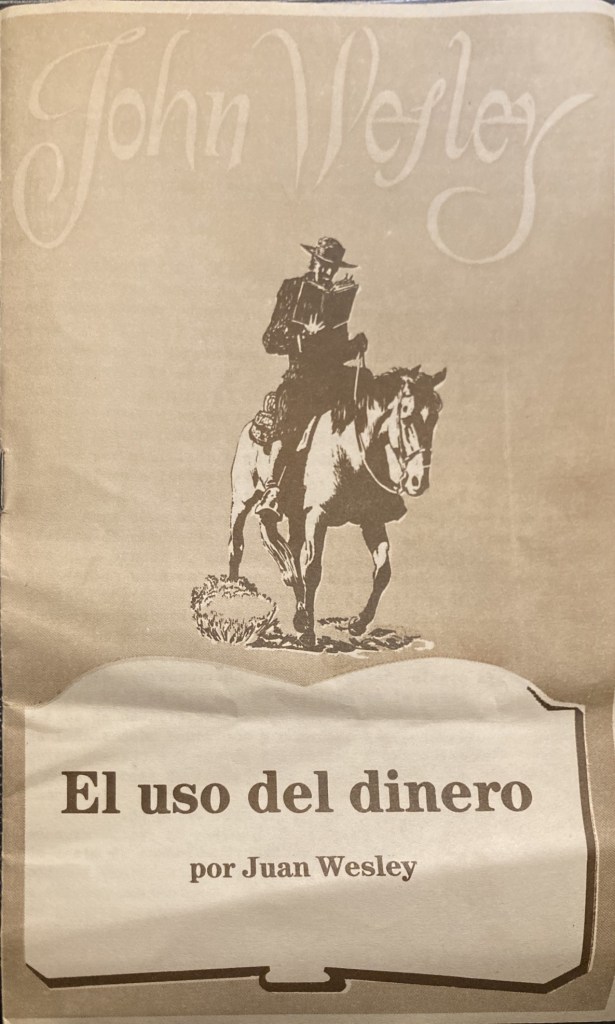 John Wesley
El uso del dinero
por Juan Wesley